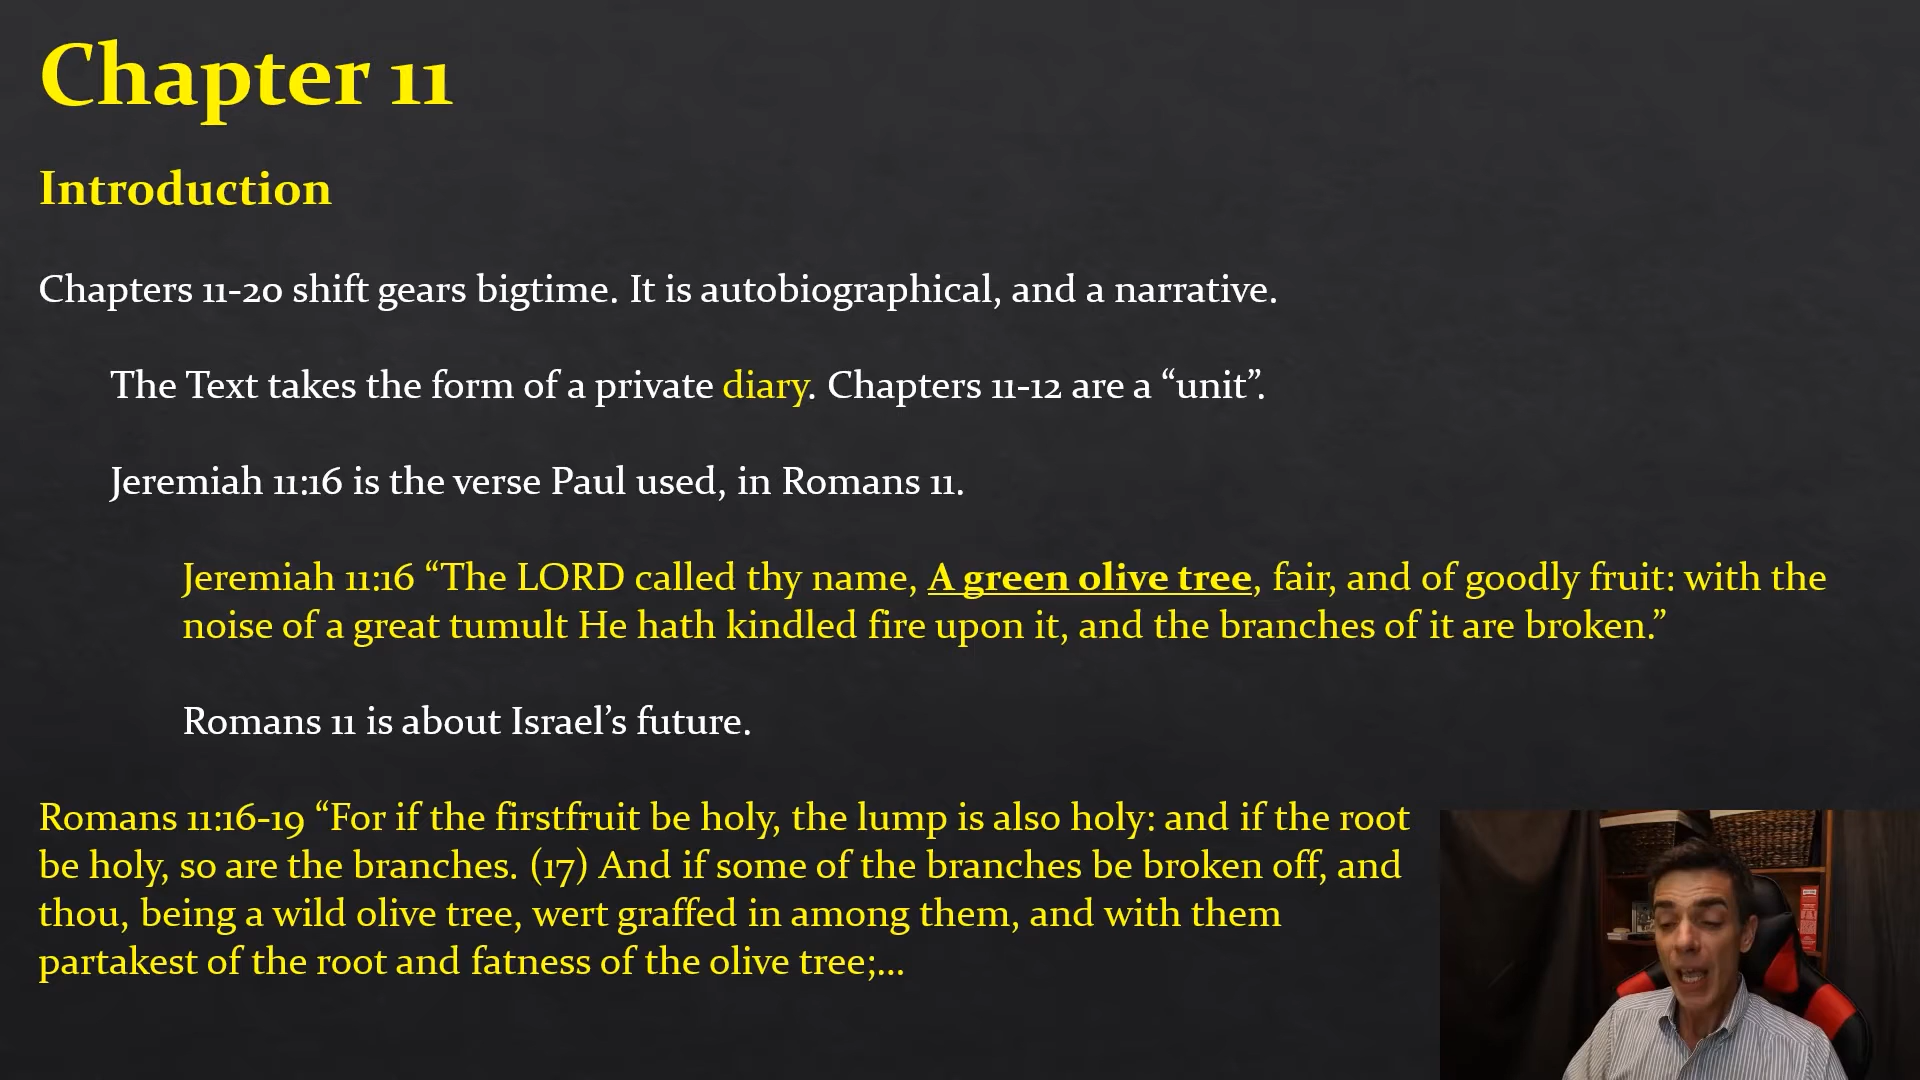 Chapter 11
Introduction
Chapters 11-20 shift gears bigtime. It is autobiographical, and a narrative.
The Text takes the form of a private diary. Chapters 11-12 are a “unit”.
Jeremiah 11:16 is the verse Paul used, in Romans 11.
Jeremiah 11:16 “The LORD called thy name, A green olive tree, fair, and of goodly fruit: with the
noise of a great tumult He hath kindled fire upon it, and the branches of it are broken.”
Romans 11 is about Israel’s future.
Romans 11:16-19 “For if the firstfruit be holy, the lump is also holy: and if the root
be holy, so are the branches. (17) And if some of the branches be broken off, and
thou, being a wild olive tree, wert graffed in among them, and with them
partakest of the root and fatness of the olive tree;...